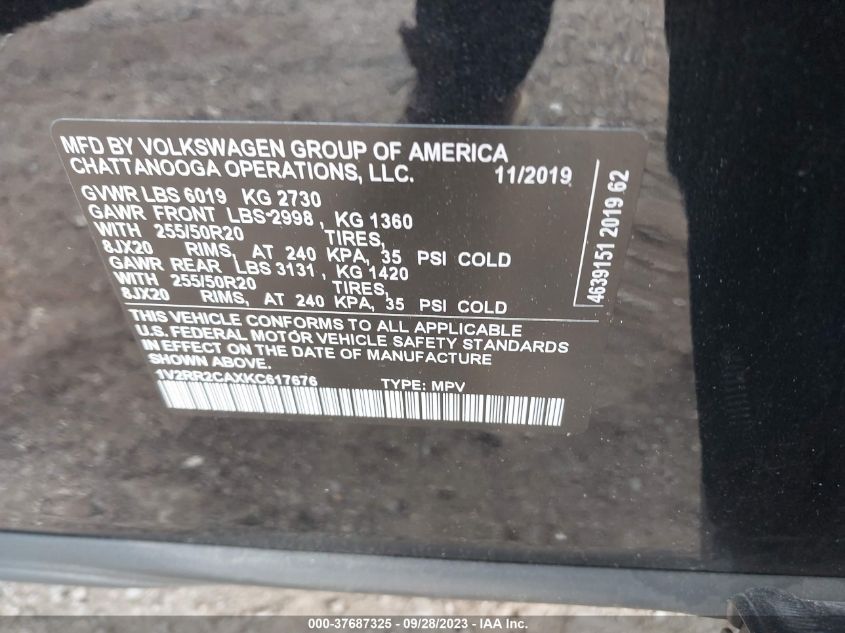 MFD BY VOLKSWAGEN GROUP OF AMERICA
CHATTANOOGA OPERATIONS, LLC. 11/2019
GVWR LBS 6019 KG 2730
GAWR FRONT LBS 2998 , KG 1360
WITH 255/50R20 TIRES,
8JX20 RIMS, AT 240 KPA, 35 PSI COLD
GAWR REAR LBS 3131 , KG 1420
WITH 255/50R20 TIRES,
8JX20 RIMS, AT 240 KPA, 35 PSI COLD
THIS VEHICLE CONFORMS TO ALL APPLICABLE
U.S. FEDERAL MOTOR VEHICLE SAFETY STANDARDS
IN EFFECT ON THE DATE OF MANUFACTURE
SHOWN ABOVE.
1V2RR2CAXKC617676 TYPE: MPV
4639151 2019 62
000-37687325 - 09/28/2023 - IAA Inc.